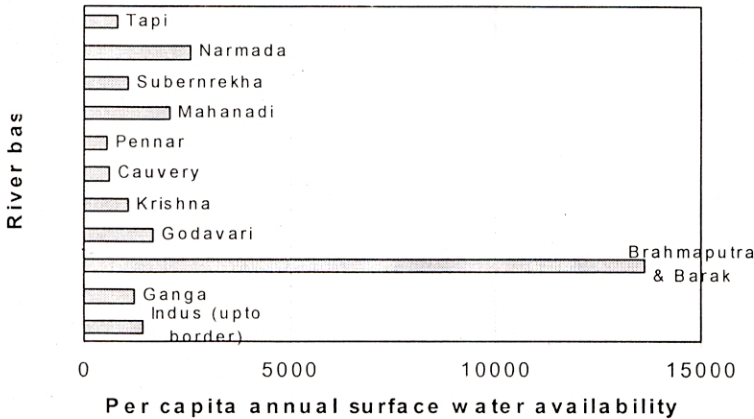 Tapi
Narmada
Subernrekha
Mahanadi
Pennar
Cauvery
Krishna
Godavari
Brahmaputra
& Barak
Ganga
Indus (upto
border)
River bas
0 5000 10000 15000
Per capita annual surface water availability